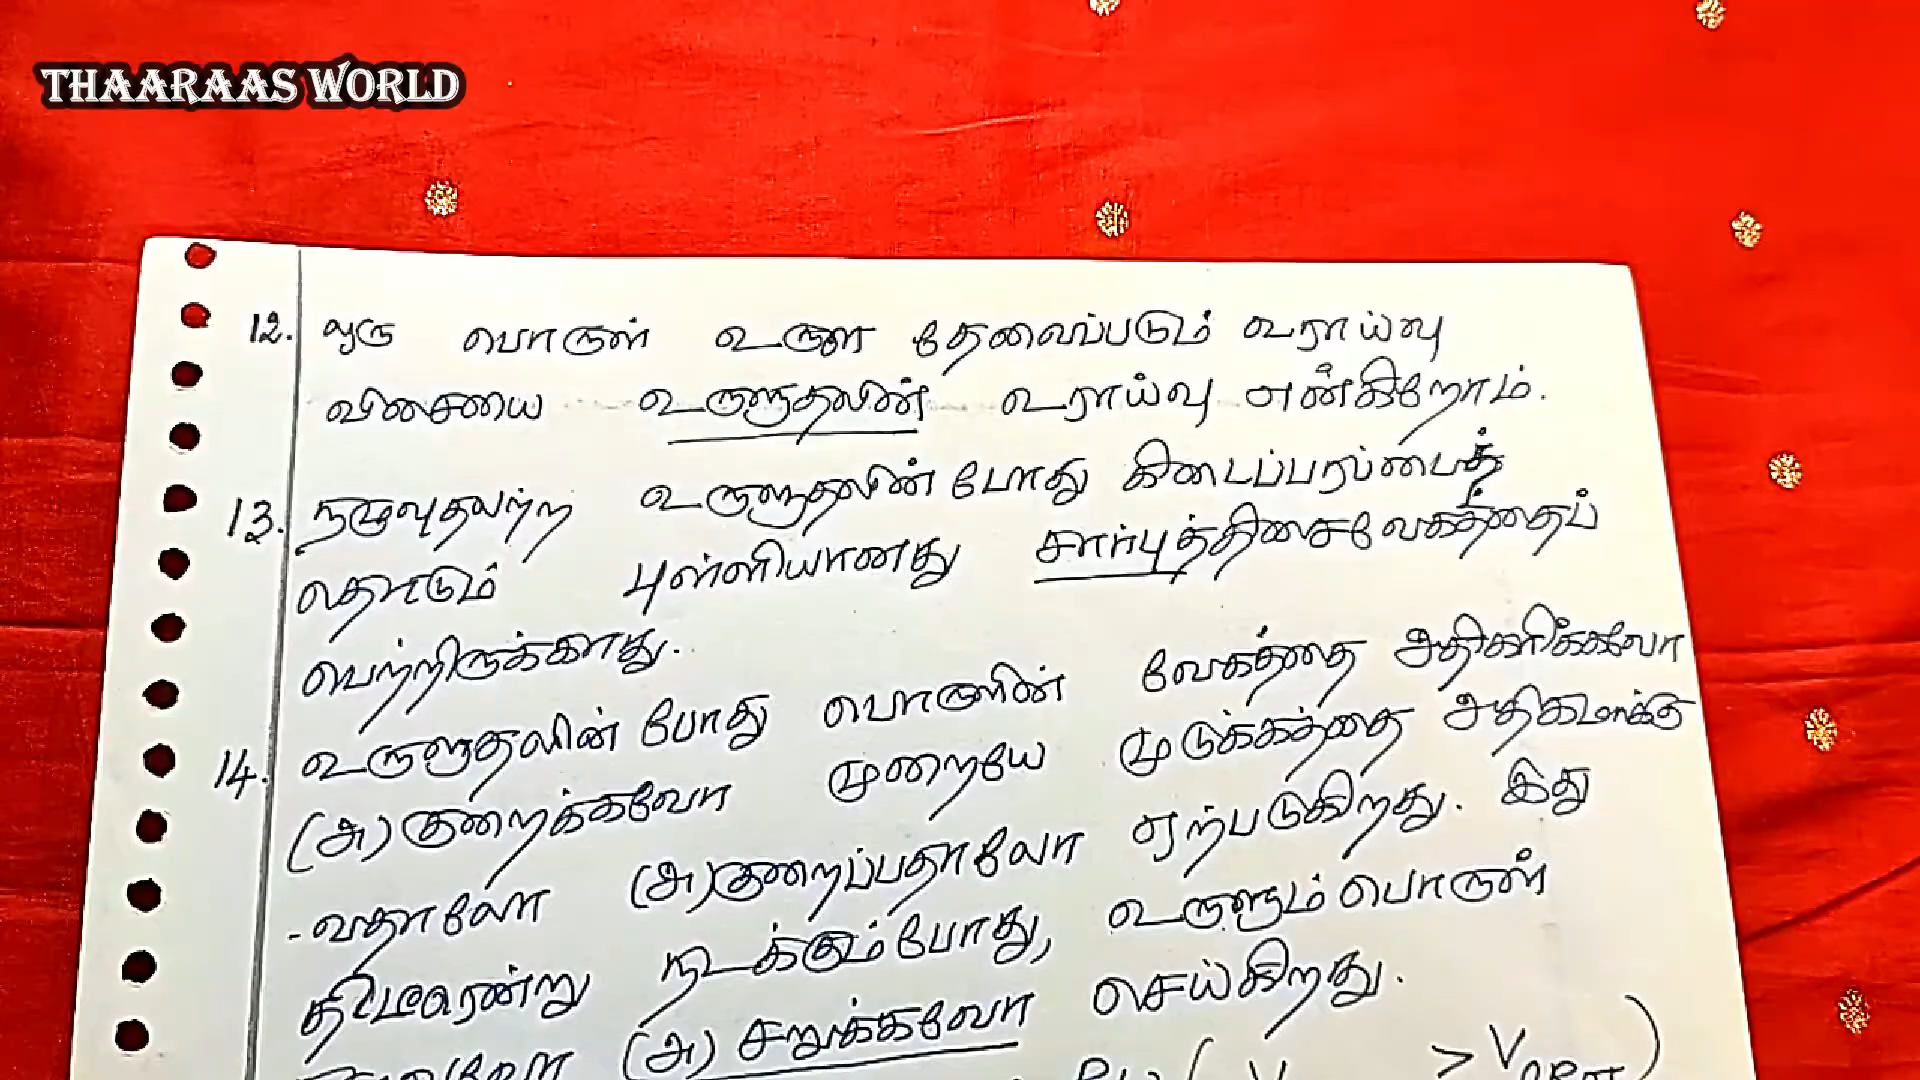 THAARAAS WORLD
12. ஒரு பொருள் உருள தேவைப்படும் உராய்வு
விசையை உருளுதலின் உராய்வு என்கிறோம்.
13. நழுவுதலற்ற உருளுதலின் போது கிடைப்பரப்பைத்
தொடும் புள்ளியானது சார்புத்திசைவேகத்தைப்
பெற்றிருக்காது.
14. உருளுதலின் போது பொருளின் வேகத்தை அதிகரிக்கவோ
(அ) குறைக்கவோ முறையே முடுக்கத்தை அதிகமாக்கு
-வதாலோ (அ) குறைப்பதாலோ ஏற்படுகிறது. இது
திடீரென்று நடக்கும்போது, உருளும் பொருள்
(அ) சறுக்கவோ செய்கிறது.
> V